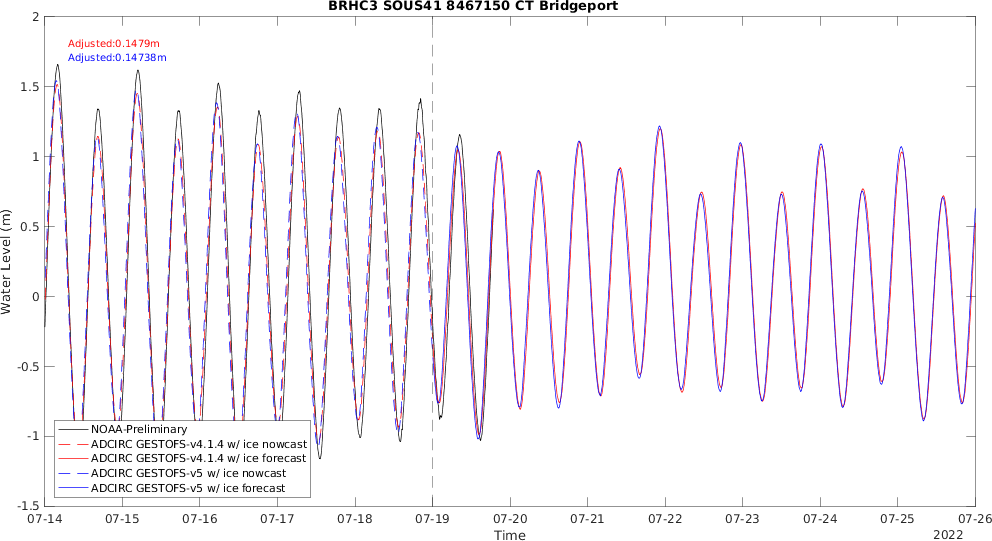 BRHC3 SOUS41 8467150 CT Bridgeport
Adjusted:0.1479m
Adjusted:0.14738m
Water Level (m)
2
1.5
1
0.5
0
-0.5
-1
-1.5
NOAA-Preliminary
ADCIRC GESTOFS-v4.1.4 w/ ice nowcast
ADCIRC GESTOFS-v4.1.4 w/ ice forecast
ADCIRC GESTOFS-v5 w/ ice nowcast
ADCIRC GESTOFS-v5 w/ ice forecast
07-14 07-15 07-16 07-17 07-18 07-19 07-20 07-21 07-22 07-23 07-24 07-25 07-26
Time
2022